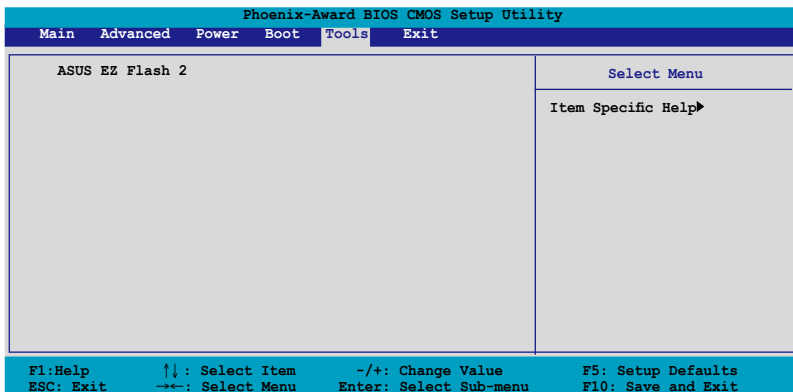 Phoenix-Award BIOS CMOS Setup Utility
Main Advanced Power Boot Tools Exit
ASUS EZ Flash 2
Select Menu
Item Specific Help▶
F1:Help ↑↓: Select Item -/+: Change Value F5: Setup Defaults
ESC: Exit →←: Select Menu Enter: Select Sub-menu F10: Save and Exit